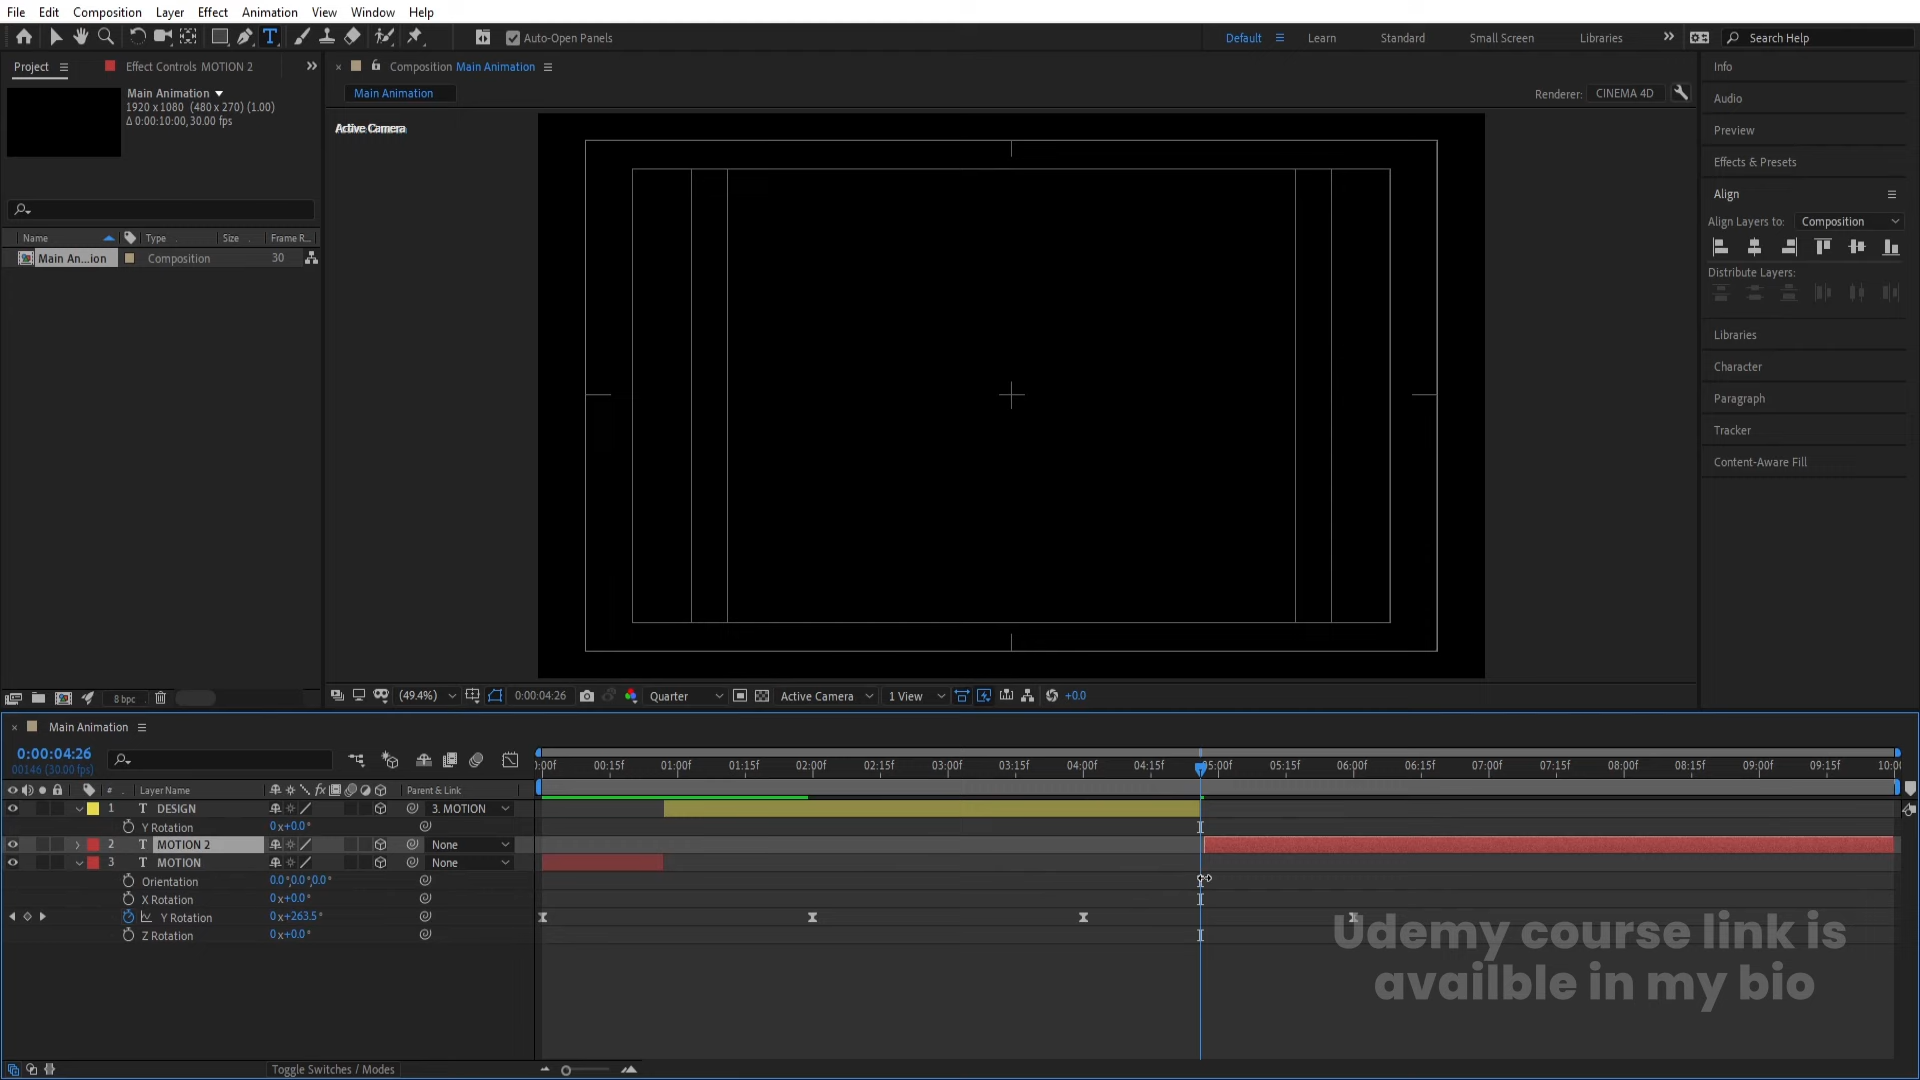 File Edit Composition Layer Effect Animation View Window Help
Auto-Open Panels
Default Learn Standard Small Screen Libraries Search Help
Project Effect Controls MOTION 2
Composition Main Animation
Main Animation
1920 x 1080 (480 x 270) (1.00)
Δ 0:00:10:00, 30.00 fps
Main Animation
Renderer: CINEMA 4D
Active Camera
Name Type Size Frame R...
Main An...ion Composition 30
Info
Audio
Preview
Effects & Presets
Align
Align Layers to: Composition
Distribute Layers:
Libraries
Character
Paragraph
Tracker
Content-Aware Fill
8 bpc
(49.4%) 0:00:04:26 Quarter Active Camera 1 View +0.0
Main Animation
0:00:04:26
00146 (30.00 fps)
):00f 00:15f 01:00f 01:15f 02:00f 02:15f 03:00f 03:15f 04:00f 04:15f 05:00f 05:15f 06:00f 06:15f 07:00f 07:15f 08:00f 08:15f 09:00f 09:15f 10:0(
# Layer Name fx Parent & Link
1 T DESIGN 3. MOTION
Y Rotation 0x+0.0°
2 T MOTION 2 None
3 T MOTION None
Orientation 0.0°,0.0°,0.0°
X Rotation 0x+0.0°
Y Rotation 0x+263.5°
Z Rotation 0x+0.0°
Udemy course link is
availble in my bio
Toggle Switches / Modes